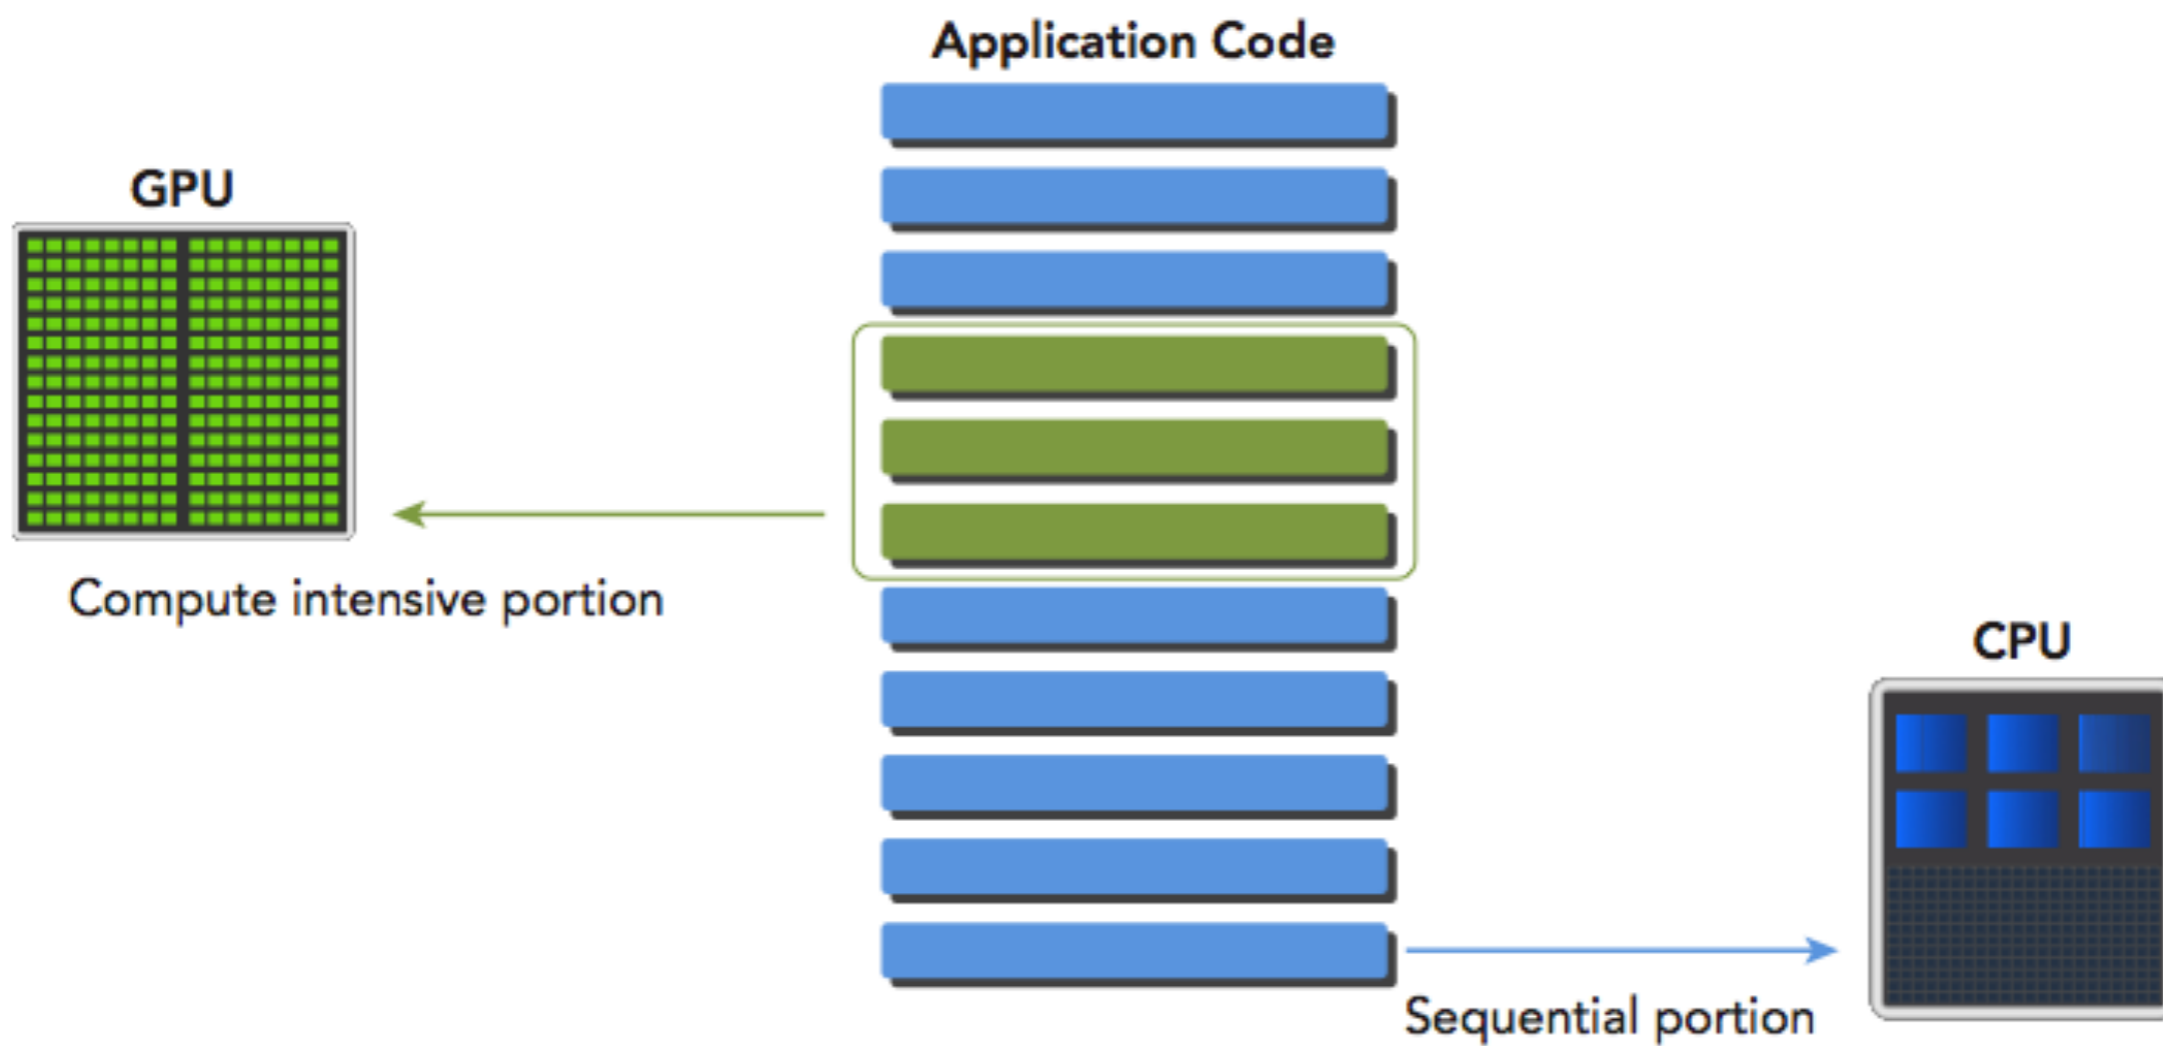 Application Code
GPU
Compute intensive portion
CPU
Sequential portion